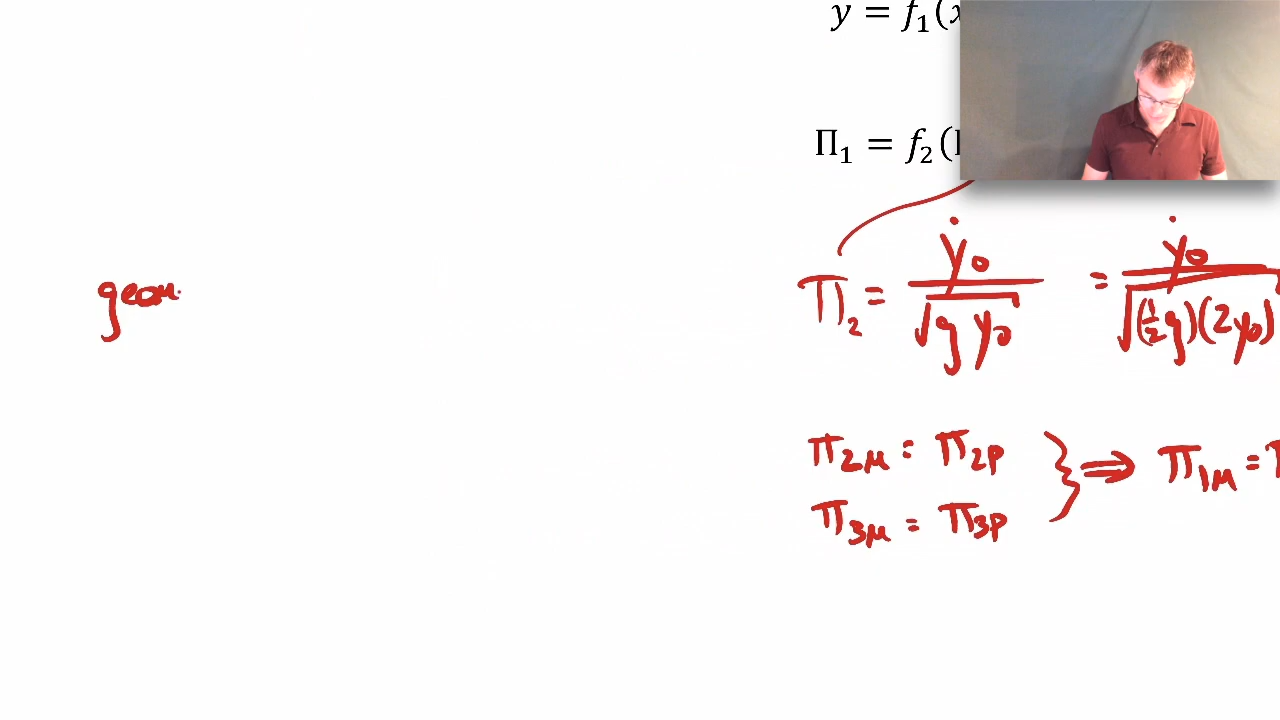 y = f₁(x
Π₁ = f₂(Π
Π₂ = ẏ₀ / √(g y₀) = ẏ₀ / √((½g)(2y₀))
geom
Π₂M = Π₂P
Π₃M = Π₃P } ⇒ Π₁M = Π